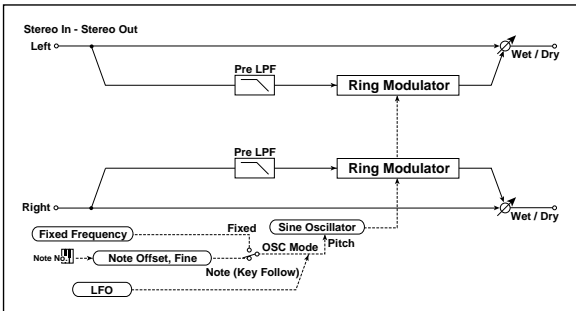 Stereo In - Stereo Out
Left
Wet / Dry
Pre LPF
Ring Modulator
Pre LPF
Ring Modulator
Right
Wet / Dry
Fixed Frequency
Fixed
Sine Oscillator
OSC Mode
Pitch
Note No.
Note Offset, Fine
Note (Key Follow)
LFO